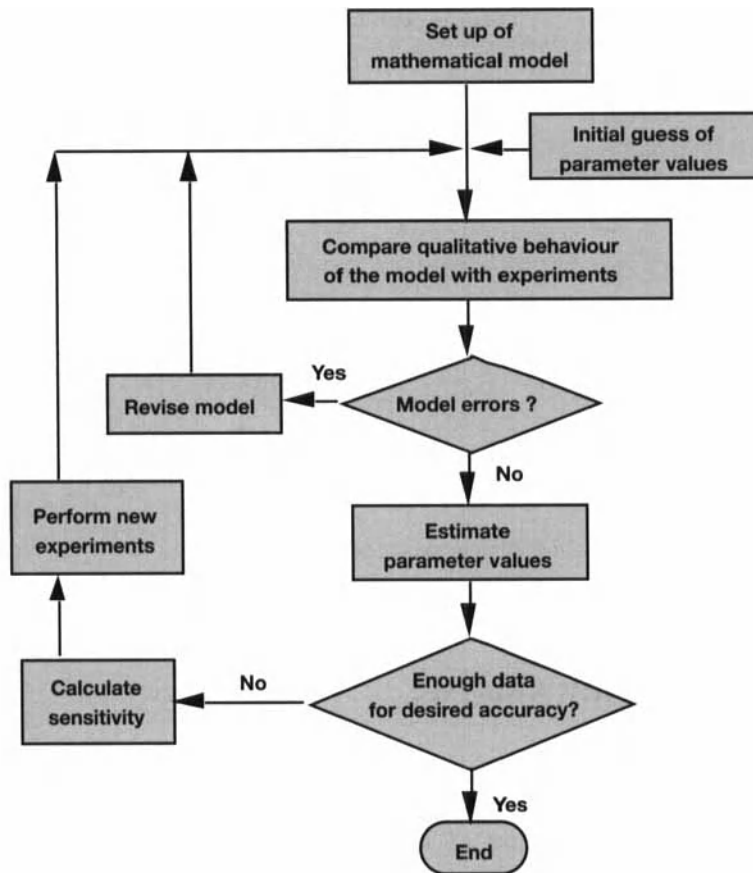 Set up of
mathematical model
Initial guess of
parameter values
Compare qualitative behaviour
of the model with experiments
Yes
Revise model
Model errors ?
No
Perform new
experiments
Estimate
parameter values
Calculate
sensitivity
No
Enough data
for desired accuracy?
Yes
End